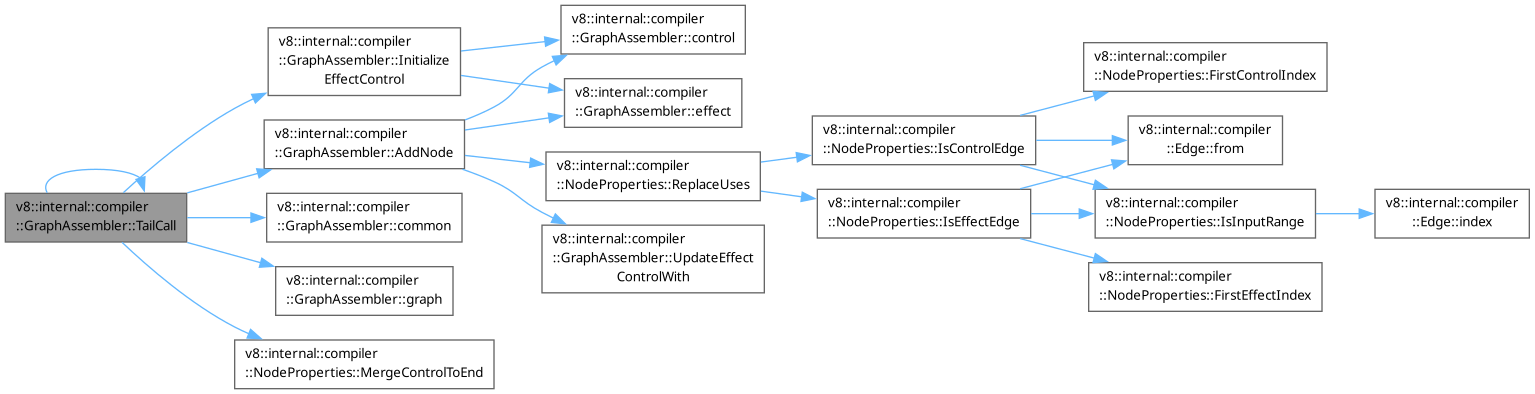 v8::internal::compiler
::GraphAssembler::TailCall
v8::internal::compiler
::GraphAssembler::Initialize
EffectControl
v8::internal::compiler
::GraphAssembler::AddNode
v8::internal::compiler
::GraphAssembler::common
v8::internal::compiler
::GraphAssembler::graph
v8::internal::compiler
::NodeProperties::MergeControlToEnd
v8::internal::compiler
::GraphAssembler::control
v8::internal::compiler
::GraphAssembler::effect
v8::internal::compiler
::NodeProperties::ReplaceUses
v8::internal::compiler
::GraphAssembler::UpdateEffect
ControlWith
v8::internal::compiler
::NodeProperties::IsControlEdge
v8::internal::compiler
::NodeProperties::IsEffectEdge
v8::internal::compiler
::NodeProperties::FirstControlIndex
v8::internal::compiler
::Edge::from
v8::internal::compiler
::NodeProperties::IsInputRange
v8::internal::compiler
::NodeProperties::FirstEffectIndex
v8::internal::compiler
::Edge::index